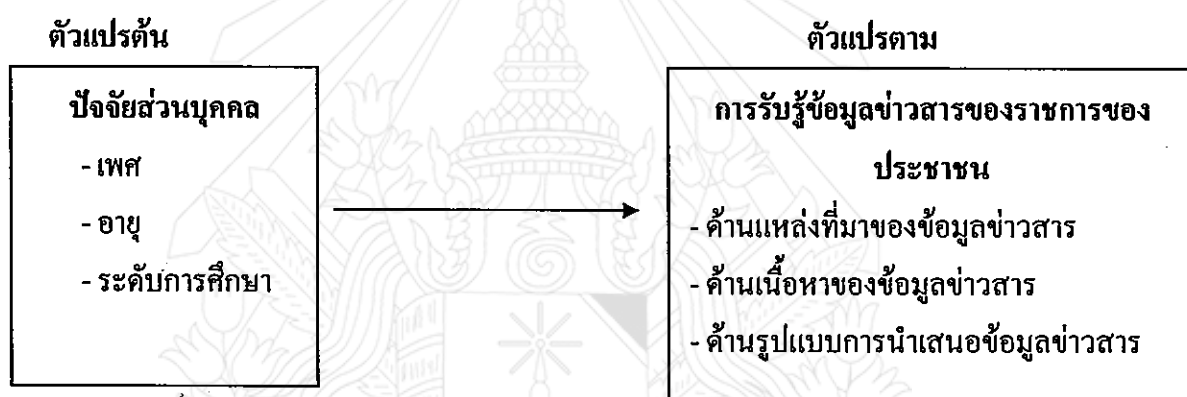 ตัวแปรต้น
ปัจจัยส่วนบุคคล
- เพศ
- อายุ
- ระดับการศึกษา
ตัวแปรตาม
การรับรู้ข้อมูลข่าวสารของราชการของ
ประชาชน
- ด้านแหล่งที่มาของข้อมูลข่าวสาร
- ด้านเนื้อหาของข้อมูลข่าวสาร
- ด้านรูปแบบการนำเสนอข้อมูลข่าวสาร